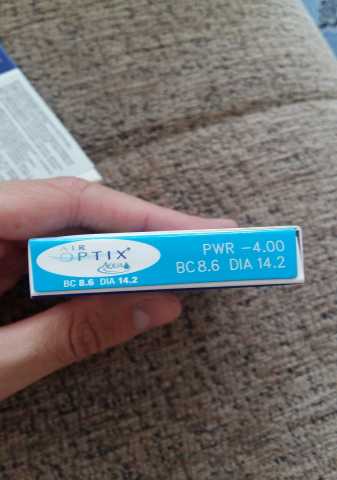 AIR
OPTIX
AQUA
BC 8.6 DIA 14.2
PWR -4.00
BC 8.6 DIA 14.2